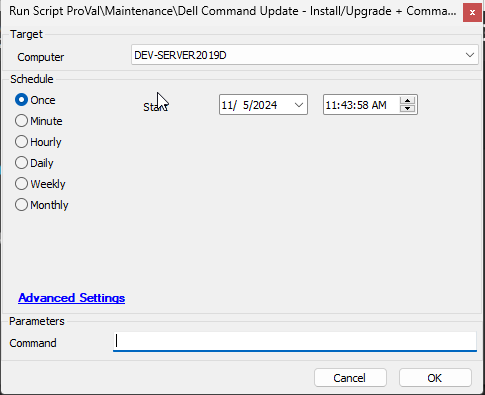 Run Script ProVal\Maintenance\Dell Command Update - Install/Upgrade + Comma...
Target
Computer
DEV-SERVER2019D
Schedule
Once
Start
11/ 5/2024
11:43:58 AM
Minute
Hourly
Daily
Weekly
Monthly
Advanced Settings
Parameters
Command
Cancel
OK